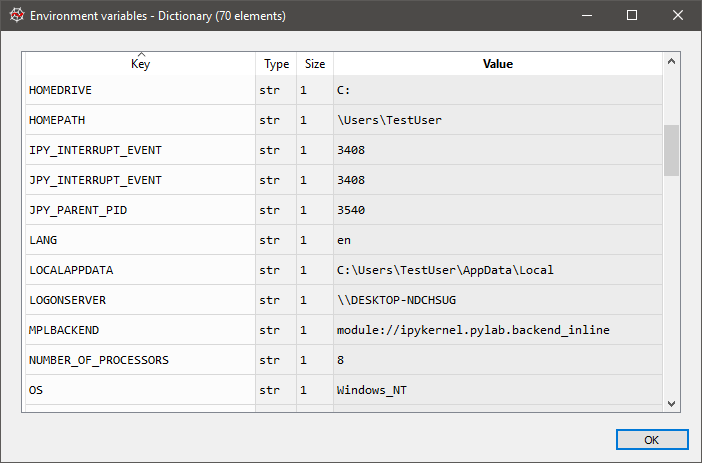 Environment variables - Dictionary (70 elements)
Key Type Size Value
HOMEDRIVE str 1 C:
HOMEPATH str 1 \Users\TestUser
IPY_INTERRUPT_EVENT str 1 3408
JPY_INTERRUPT_EVENT str 1 3408
JPY_PARENT_PID str 1 3540
LANG str 1 en
LOCALAPPDATA str 1 C:\Users\TestUser\AppData\Local
LOGONSERVER str 1 \\DESKTOP-NDCHSUG
MPLBACKEND str 1 module://ipykernel.pylab.backend_inline
NUMBER_OF_PROCESSORS str 1 8
OS str 1 Windows_NT
OK